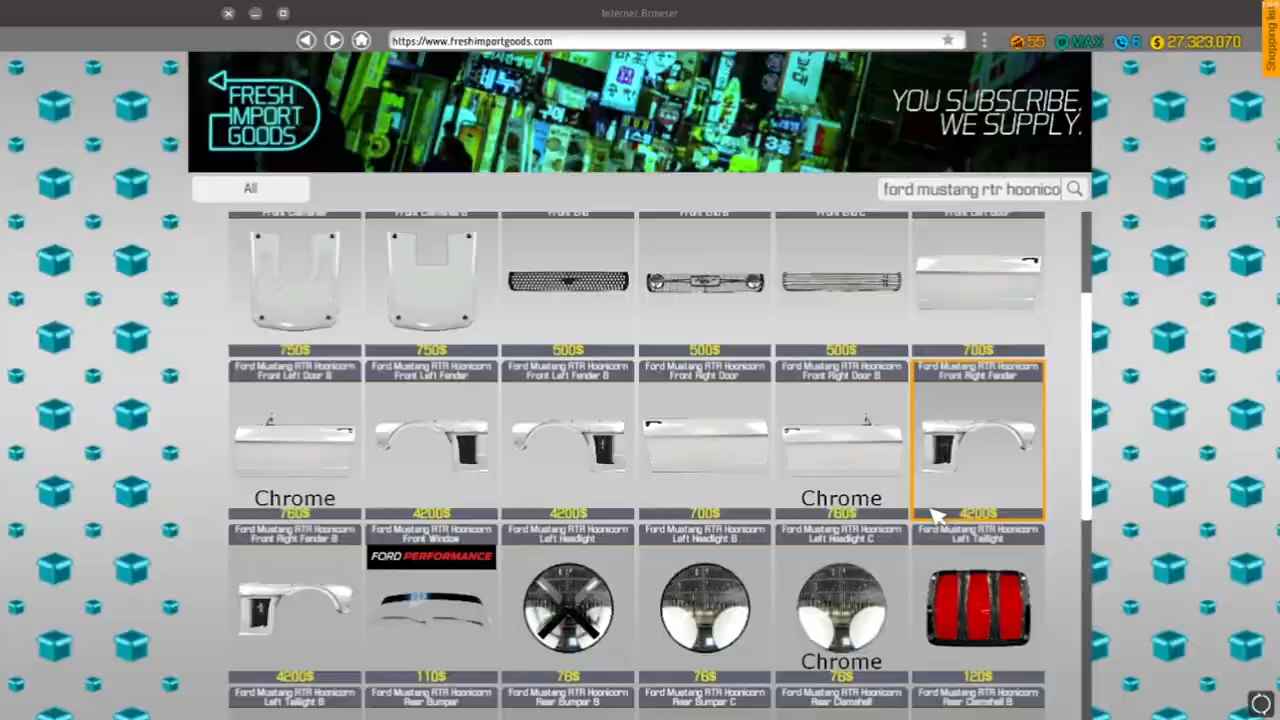 Internet Browser
https://www.freshimportgoods.com
55 MAX 6 27,323,070
Shopping list
FRESH
IMPORT
GOODS
YOU SUBSCRIBE.
WE SUPPLY.
All
ford mustang rtr hoonico
750$ 750$ 500$ 500$ 500$ 700$
Ford Mustang RTR Hoonicorn
Front Left Door B
Ford Mustang RTR Hoonicorn
Front Left Fender
Ford Mustang RTR Hoonicorn
Front Left Fender B
Ford Mustang RTR Hoonicorn
Front Right Door
Ford Mustang RTR Hoonicorn
Front Right Door B
Ford Mustang RTR Hoonicorn
Front Right Fender
Chrome
Chrome
760$ 4200$ 4200$ 700$ 760$ 4200$
Ford Mustang RTR Hoonicorn
Front Right Fender B
Ford Mustang RTR Hoonicorn
Front Window
Ford Mustang RTR Hoonicorn
Left Headlight
Ford Mustang RTR Hoonicorn
Left Headlight B
Ford Mustang RTR Hoonicorn
Left Headlight C
Ford Mustang RTR Hoonicorn
Left Taillight
FORD PERFORMANCE
Chrome
4200$ 110$ 76$ 76$ 76$ 120$
Ford Mustang RTR Hoonicorn
Left Taillight B
Ford Mustang RTR Hoonicorn
Rear Bumper
Ford Mustang RTR Hoonicorn
Rear Bumper B
Ford Mustang RTR Hoonicorn
Rear Bumper C
Ford Mustang RTR Hoonicorn
Rear Clamshell
Ford Mustang RTR Hoonicorn
Rear Clamshell B